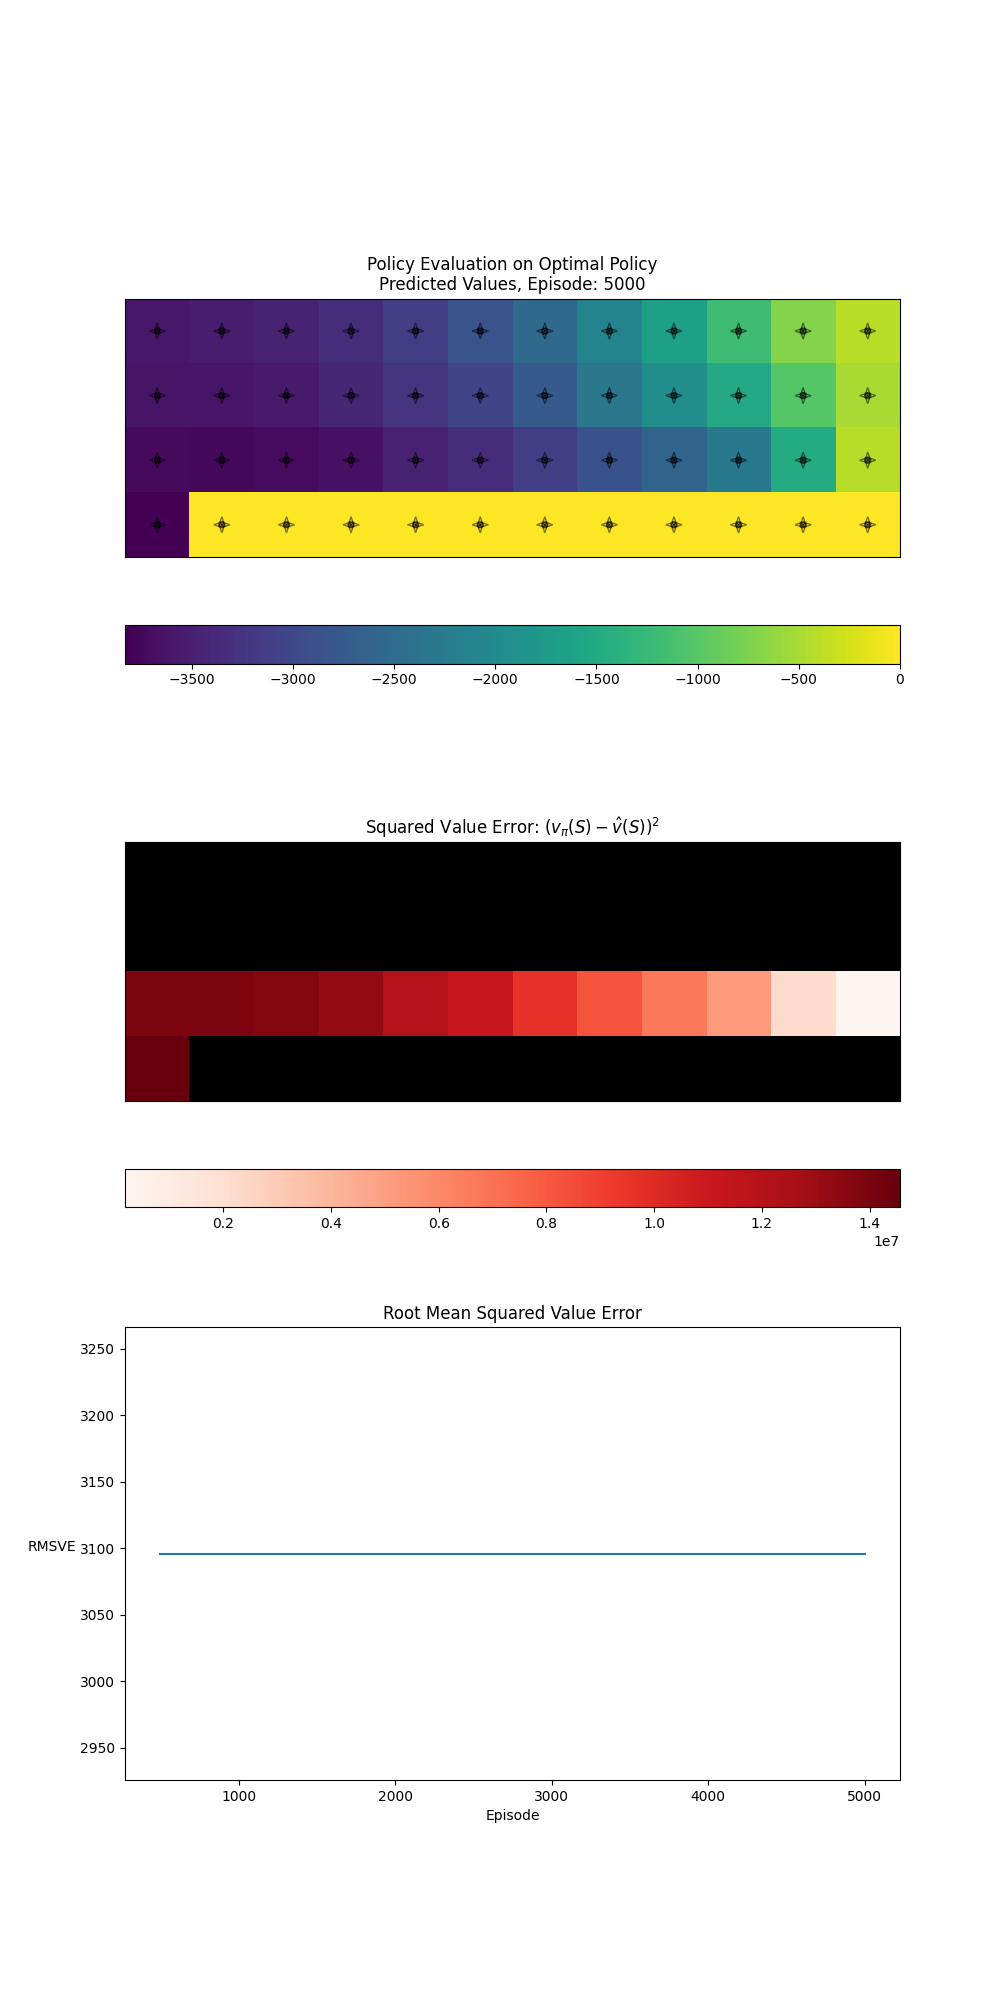 Policy Evaluation on Optimal Policy
Predicted Values, Episode: 5000
−3500 −3000 −2500 −2000 −1500 −1000 −500 0
Squared Value Error: $(v_{\pi}(S) - \hat{v}(S))^2$
0.2 0.4 0.6 0.8 1.0 1.2 1.4
1e7
Root Mean Squared Value Error
3250
3200
3150
RMSVE 3100
3050
3000
2950
1000 2000 3000 4000 5000
Episode